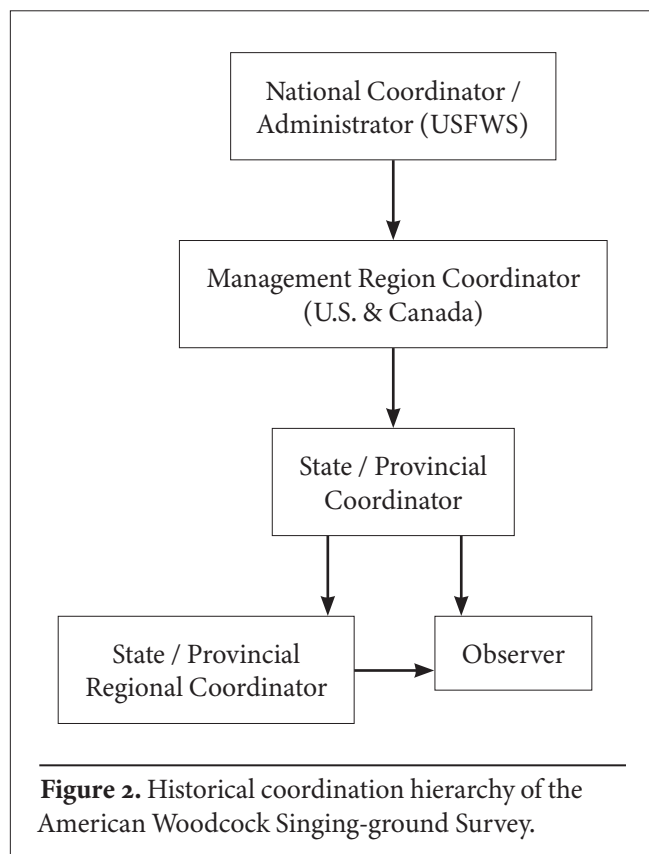 National Coordinator /
Administrator (USFWS)
Management Region Coordinator
(U.S. & Canada)
State / Provincial
Coordinator
State / Provincial
Regional Coordinator
Observer
Figure 2. Historical coordination hierarchy of the
American Woodcock Singing-ground Survey.